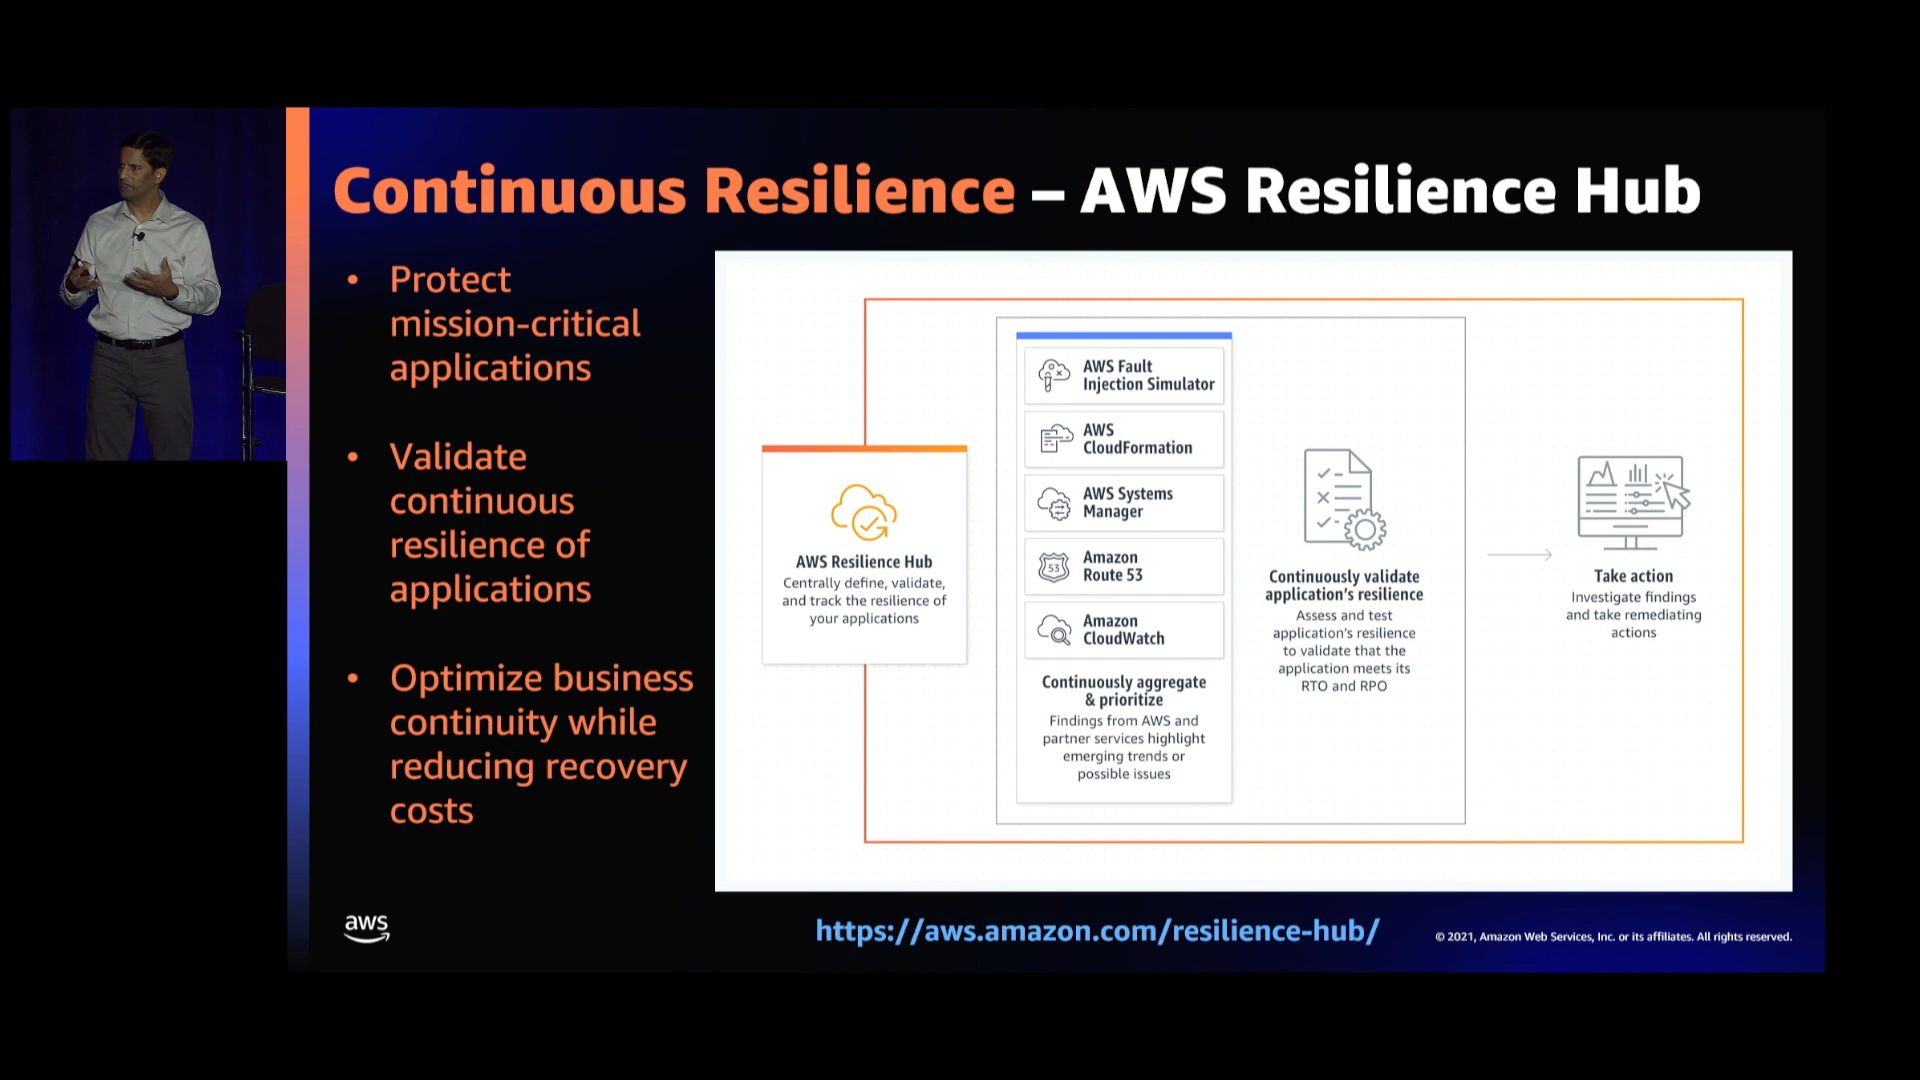 Continuous Resilience – AWS Resilience Hub
• Protect
mission-critical
applications
• Validate
continuous
resilience of
applications
• Optimize business
continuity while
reducing recovery
costs
AWS Resilience Hub
Centrally define, validate,
and track the resilience of
your applications
AWS Fault
Injection Simulator
AWS
CloudFormation
AWS Systems
Manager
53
Amazon
Route 53
Amazon
CloudWatch
Continuously aggregate
& prioritize
Findings from AWS and
partner services highlight
emerging trends or
possible issues
Continuously validate
application's resilience
Assess and test
application's resilience
to validate that the
application meets its
RTO and RPO
Take action
Investigate findings
and take remediating
actions
aws
https://aws.amazon.com/resilience-hub/
© 2021, Amazon Web Services, Inc. or its affiliates. All rights reserved.